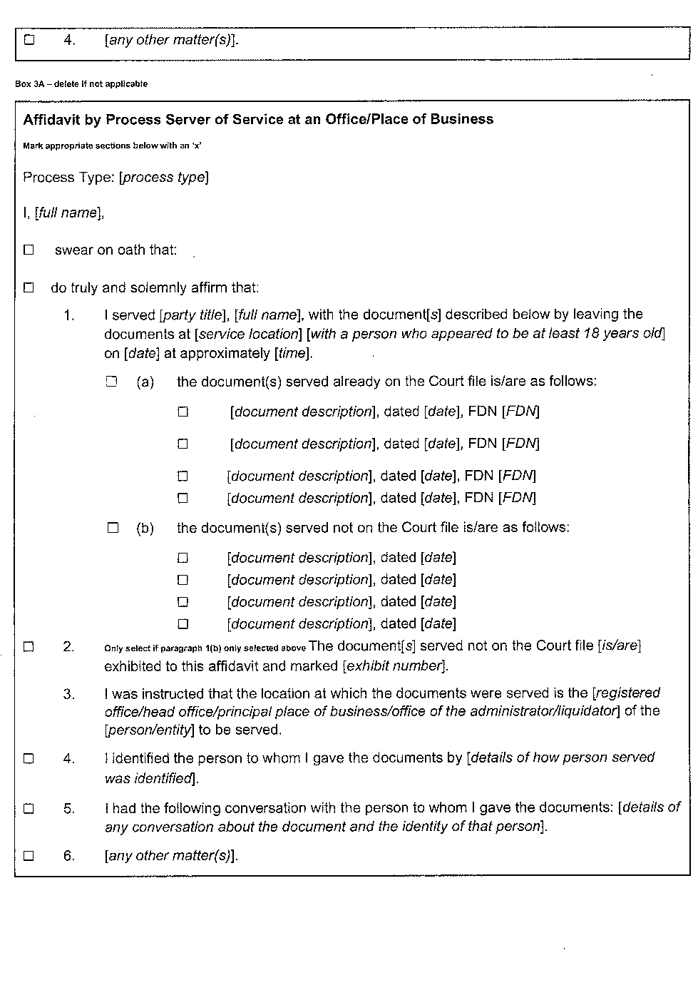 ☐ 4. [any other matter(s)].
Box 3A – delete if not applicable
Affidavit by Process Server of Service at an Office/Place of Business
Mark appropriate sections below with an ‘x’
Process Type: [process type]
I, [full name],
☐ swear on oath that:
☐ do truly and solemnly affirm that:
1. I served [party title], [full name], with the document[s] described below by leaving the
documents at [service location] [with a person who appeared to be at least 18 years old]
on [date] at approximately [time].
☐ (a) the document(s) served already on the Court file is/are as follows:
☐ [document description], dated [date], FDN [FDN]
☐ [document description], dated [date], FDN [FDN]
☐ [document description], dated [date], FDN [FDN]
☐ [document description], dated [date], FDN [FDN]
☐ (b) the document(s) served not on the Court file is/are as follows:
☐ [document description], dated [date]
☐ [document description], dated [date]
☐ [document description], dated [date]
☐ [document description], dated [date]
☐ 2. Only select if paragraph 1(b) only selected above The document[s] served not on the Court file [is/are]
exhibited to this affidavit and marked [exhibit number].
3. I was instructed that the location at which the documents were served is the [registered
office/head office/principal place of business/office of the administrator/liquidator] of the
[person/entity] to be served.
☐ 4. I identified the person to whom I gave the documents by [details of how person served
was identified].
☐ 5. I had the following conversation with the person to whom I gave the documents: [details of
any conversation about the document and the identity of that person].
☐ 6. [any other matter(s)].